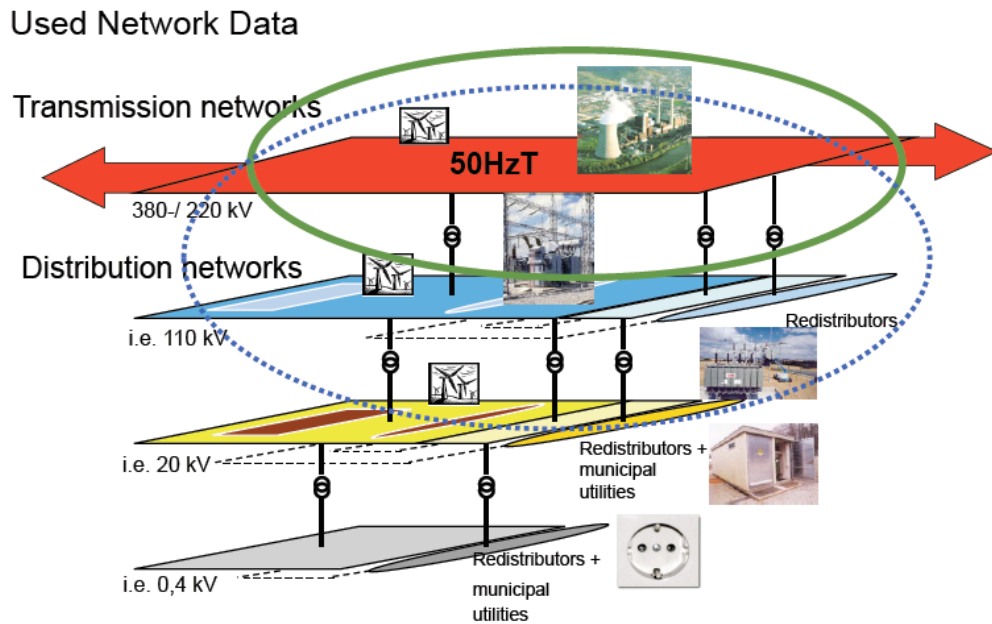 Used Network Data
Transmission networks
50HzT
380-/ 220 kV
Distribution networks
Redistributors
i.e. 110 kV
Redistributors +
municipal
utilities
i.e. 20 kV
Redistributors +
municipal
utilities
i.e. 0,4 kV